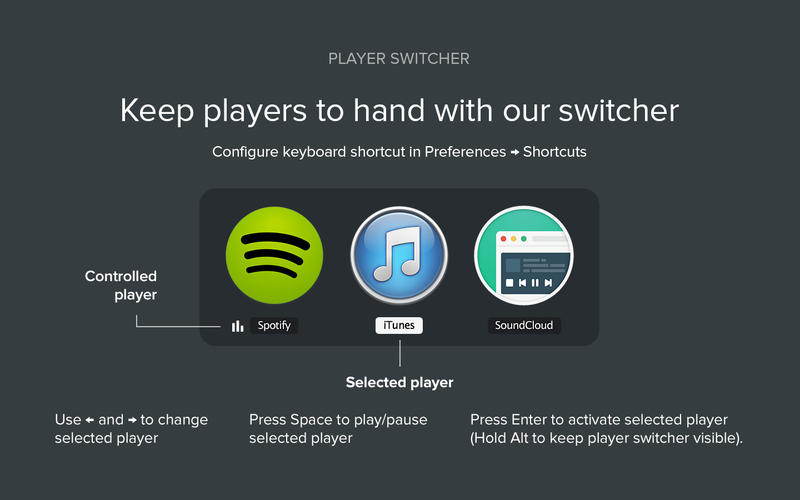 PLAYER SWITCHER
Keep players to hand with our switcher
Configure keyboard shortcut in Preferences → Shortcuts
Controlled
player
Spotify
iTunes
SoundCloud
Selected player
Use ← and → to change
selected player
Press Space to play/pause
selected player
Press Enter to activate selected player
(Hold Alt to keep player switcher visible).